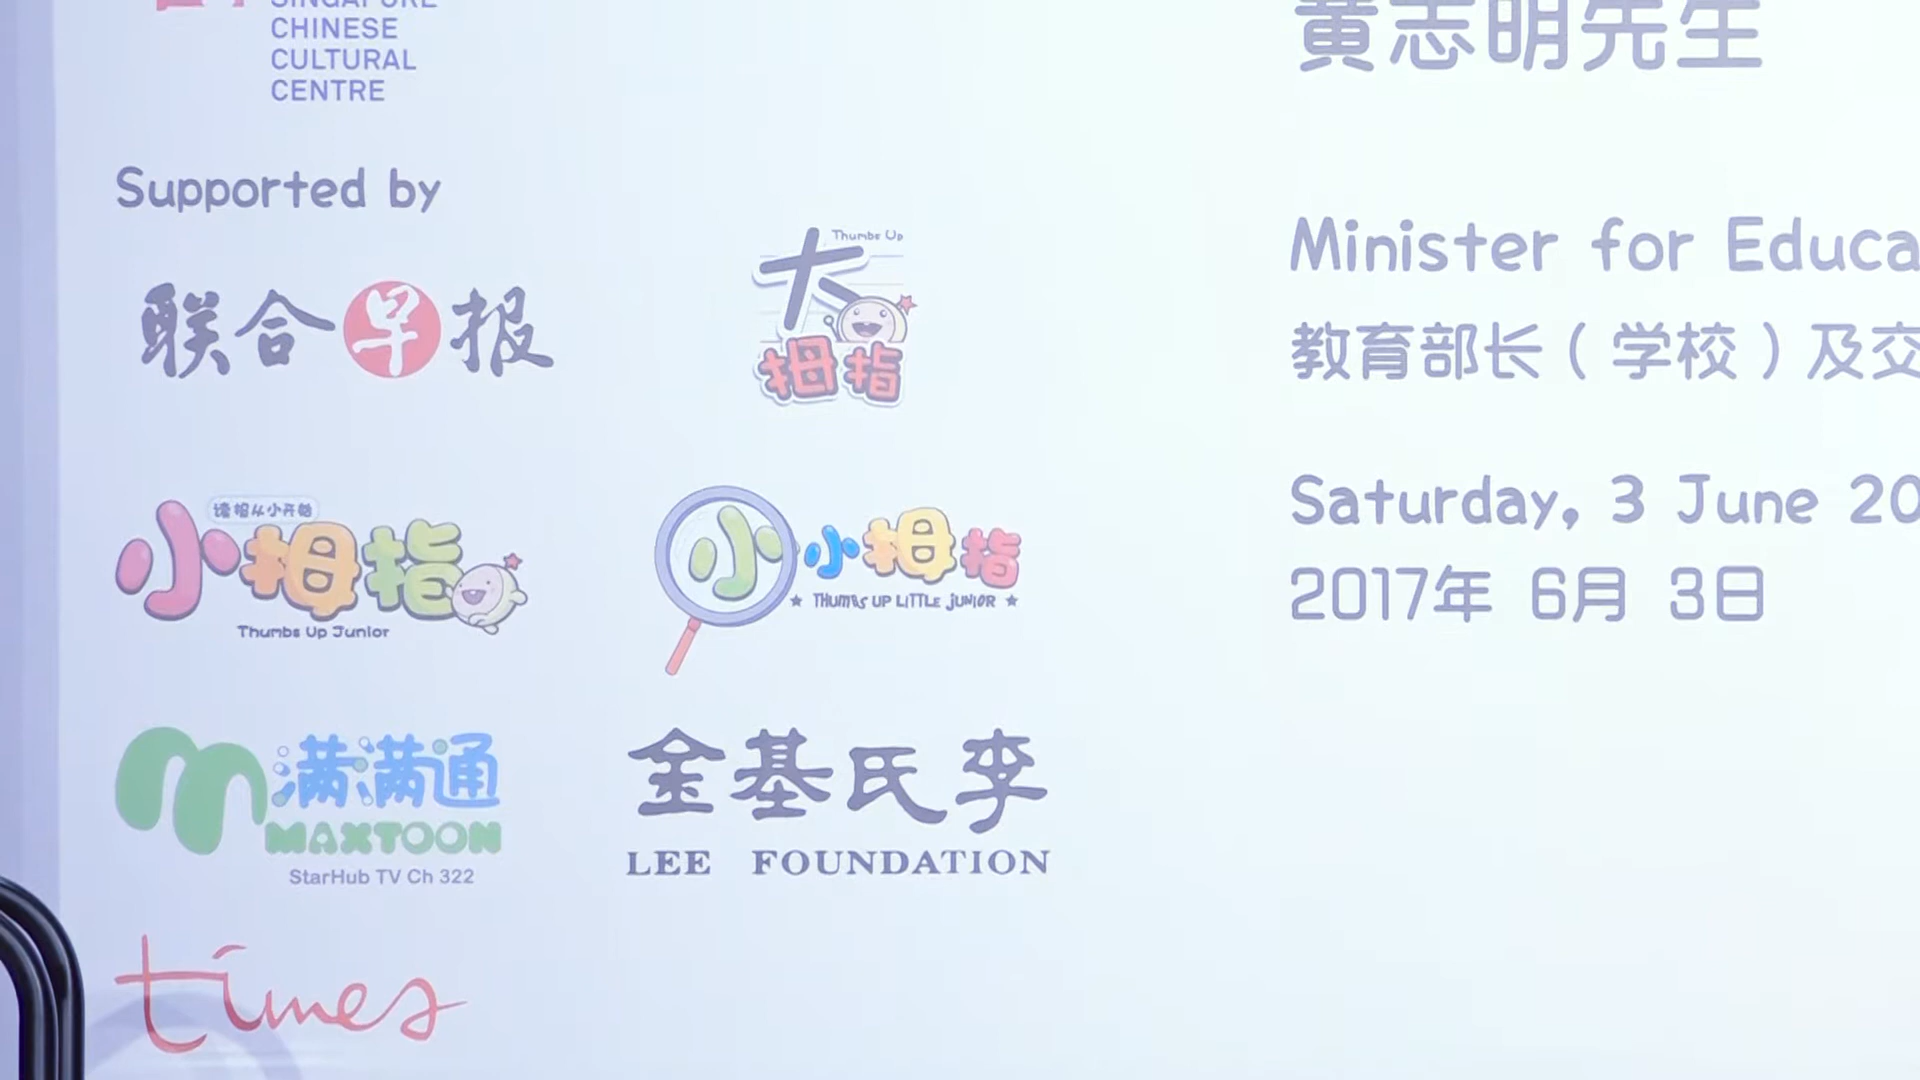 CHINESE
CULTURAL
CENTRE
Supported by
联合早报
Thumbs Up
大
拇指
读报从小开始
小拇指
Thumbs Up Junior
小小拇指
THUMBS UP LITTLE JUNIOR
满满通
MAXTOON
StarHub TV Ch 322
金基氏李
LEE FOUNDATION
times
黄志明先生
Minister for Educa
教育部长（学校）及交
Saturday, 3 June 20
2017年 6月 3日